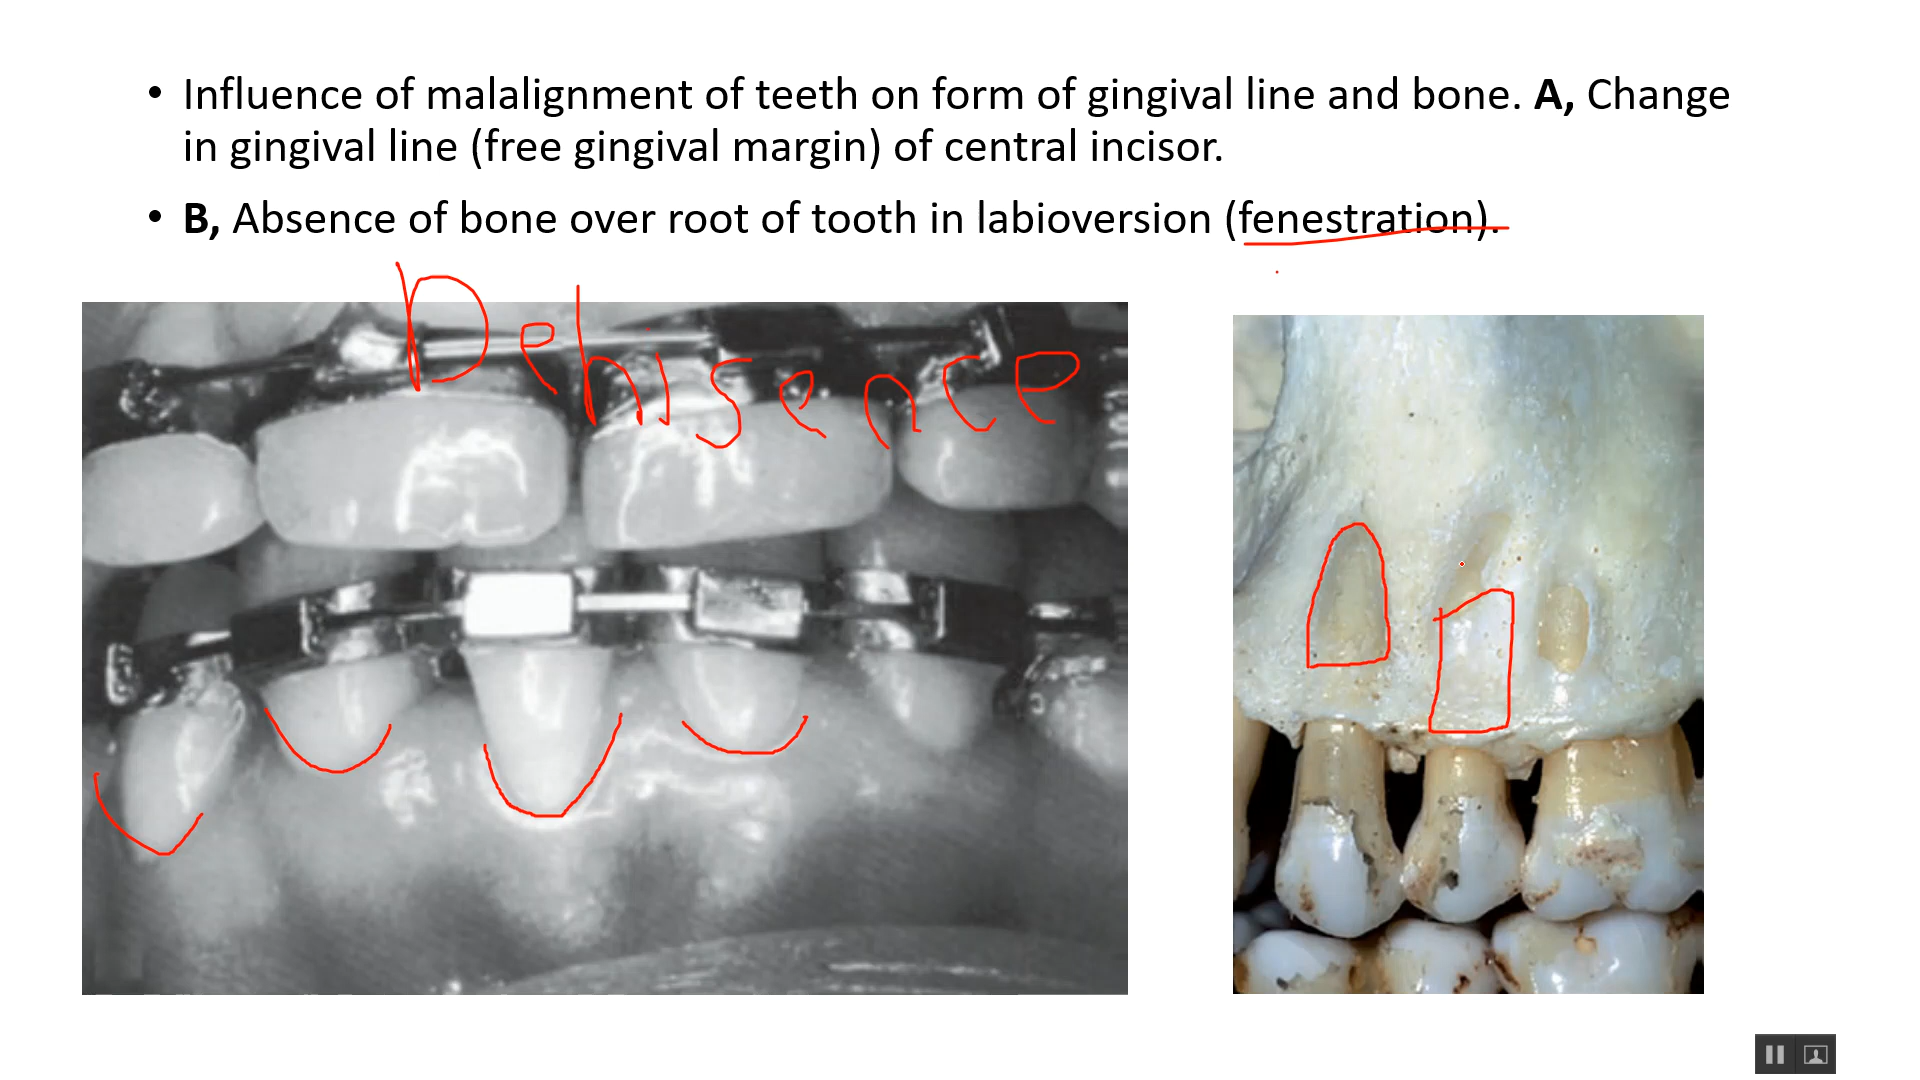 • Influence of malalignment of teeth on form of gingival line and bone. A, Change
in gingival line (free gingival margin) of central incisor.
• B, Absence of bone over root of tooth in labioversion (fenestration).
Dehisence